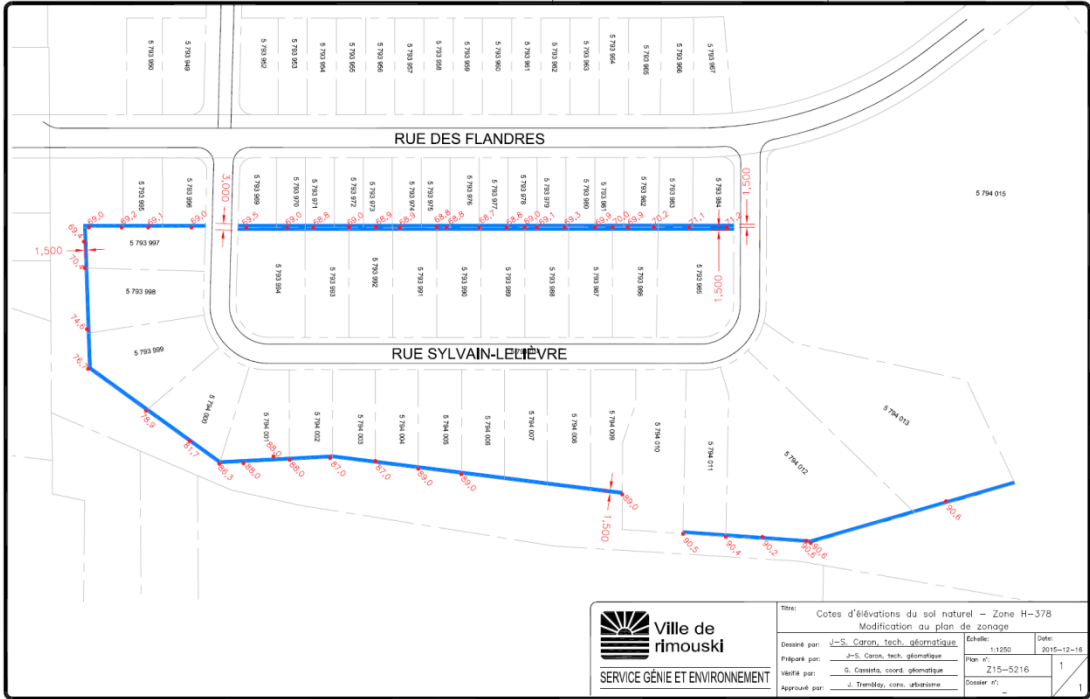 5 793 950
5 793 949
5 793 952
5 793 953
5 793 954
5 793 955
5 793 956
5 793 957
5 793 958
5 793 959
5 793 960
5 793 961
5 793 962
5 793 963
5 793 964
5 793 965
5 793 966
5 793 967
RUE DES FLANDRES
5 794 015
5 793 995
5 793 996
3,000
5 793 969
5 793 970
5 793 971
5 793 972
5 793 973
5 793 974
5 793 975
5 793 976
5 793 977
5 793 978
5 793 979
5 793 980
5 793 981
5 793 982
5 793 983
5 793 984
1,500
69,0
69,2
69,1
69,0
69,5
69,0
68,8
69,0
68,9
68,9
68,8
68,8
68,7
68,8
69,0
69,1
69,3
69,9
70,0
69,9
70,2
71,1
71,2
69,4
1,500
70,4
5 793 997
5 793 998
5 793 994
5 793 993
5 793 992
5 793 991
5 793 990
5 793 989
5 793 988
5 793 987
5 793 986
5 793 985
1,500
74,6
5 793 999
RUE SYLVAIN-LELIÈVRE
76,7
5 794 000
78,9
81,7
86,3
5 794 001
5 794 002
5 794 003
5 794 004
5 794 005
5 794 006
5 794 007
5 794 008
5 794 009
5 794 010
5 794 011
5 794 012
5 794 013
88,0
88,0
88,0
87,0
87,0
89,0
89,0
89,0
1,500
90,5
90,4
90,2
90,6
90,6
90,6
Ville de
rimouski
SERVICE GÉNIE ET ENVIRONNEMENT
Titre:
Cotes d'élévations du sol naturel – Zone H–378
Modification au plan de zonage
Dessiné par: J–S. Caron, tech. géomatique
Préparé par: J–S. Caron, tech. géomatique
Vérifié par: G. Cassista, coord. géomatique
Approuvé par: J. Tremblay, cons. urbanisme
Échelle: 1:1250
Date: 2015–12–16
Plan n°: Z15–5216
Dossier n°: –
1
1